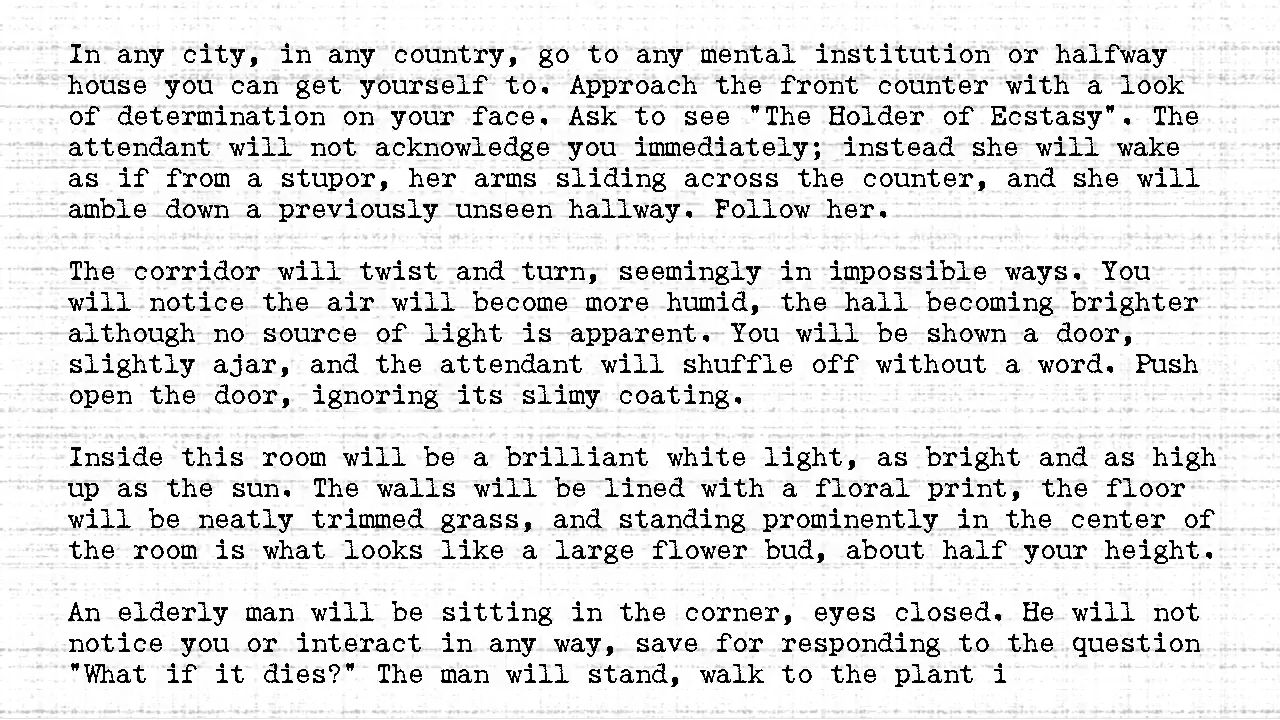 In any city, in any country, go to any mental institution or halfway
house you can get yourself to. Approach the front counter with a look
of determination on your face. Ask to see "The Holder of Ecstasy". The
attendant will not acknowledge you immediately; instead she will wake
as if from a stupor, her arms sliding across the counter, and she will
amble down a previously unseen hallway. Follow her.
The corridor will twist and turn, seemingly in impossible ways. You
will notice the air will become more humid, the hall becoming brighter
although no source of light is apparent. You will be shown a door,
slightly ajar, and the attendant will shuffle off without a word. Push
open the door, ignoring its slimy coating.
Inside this room will be a brilliant white light, as bright and as high
up as the sun. The walls will be lined with a floral print, the floor
will be neatly trimmed grass, and standing prominently in the center of
the room is what looks like a large flower bud, about half your height.
An elderly man will be sitting in the corner, eyes closed. He will not
notice you or interact in any way, save for responding to the question
"What if it dies?" The man will stand, walk to the plant i